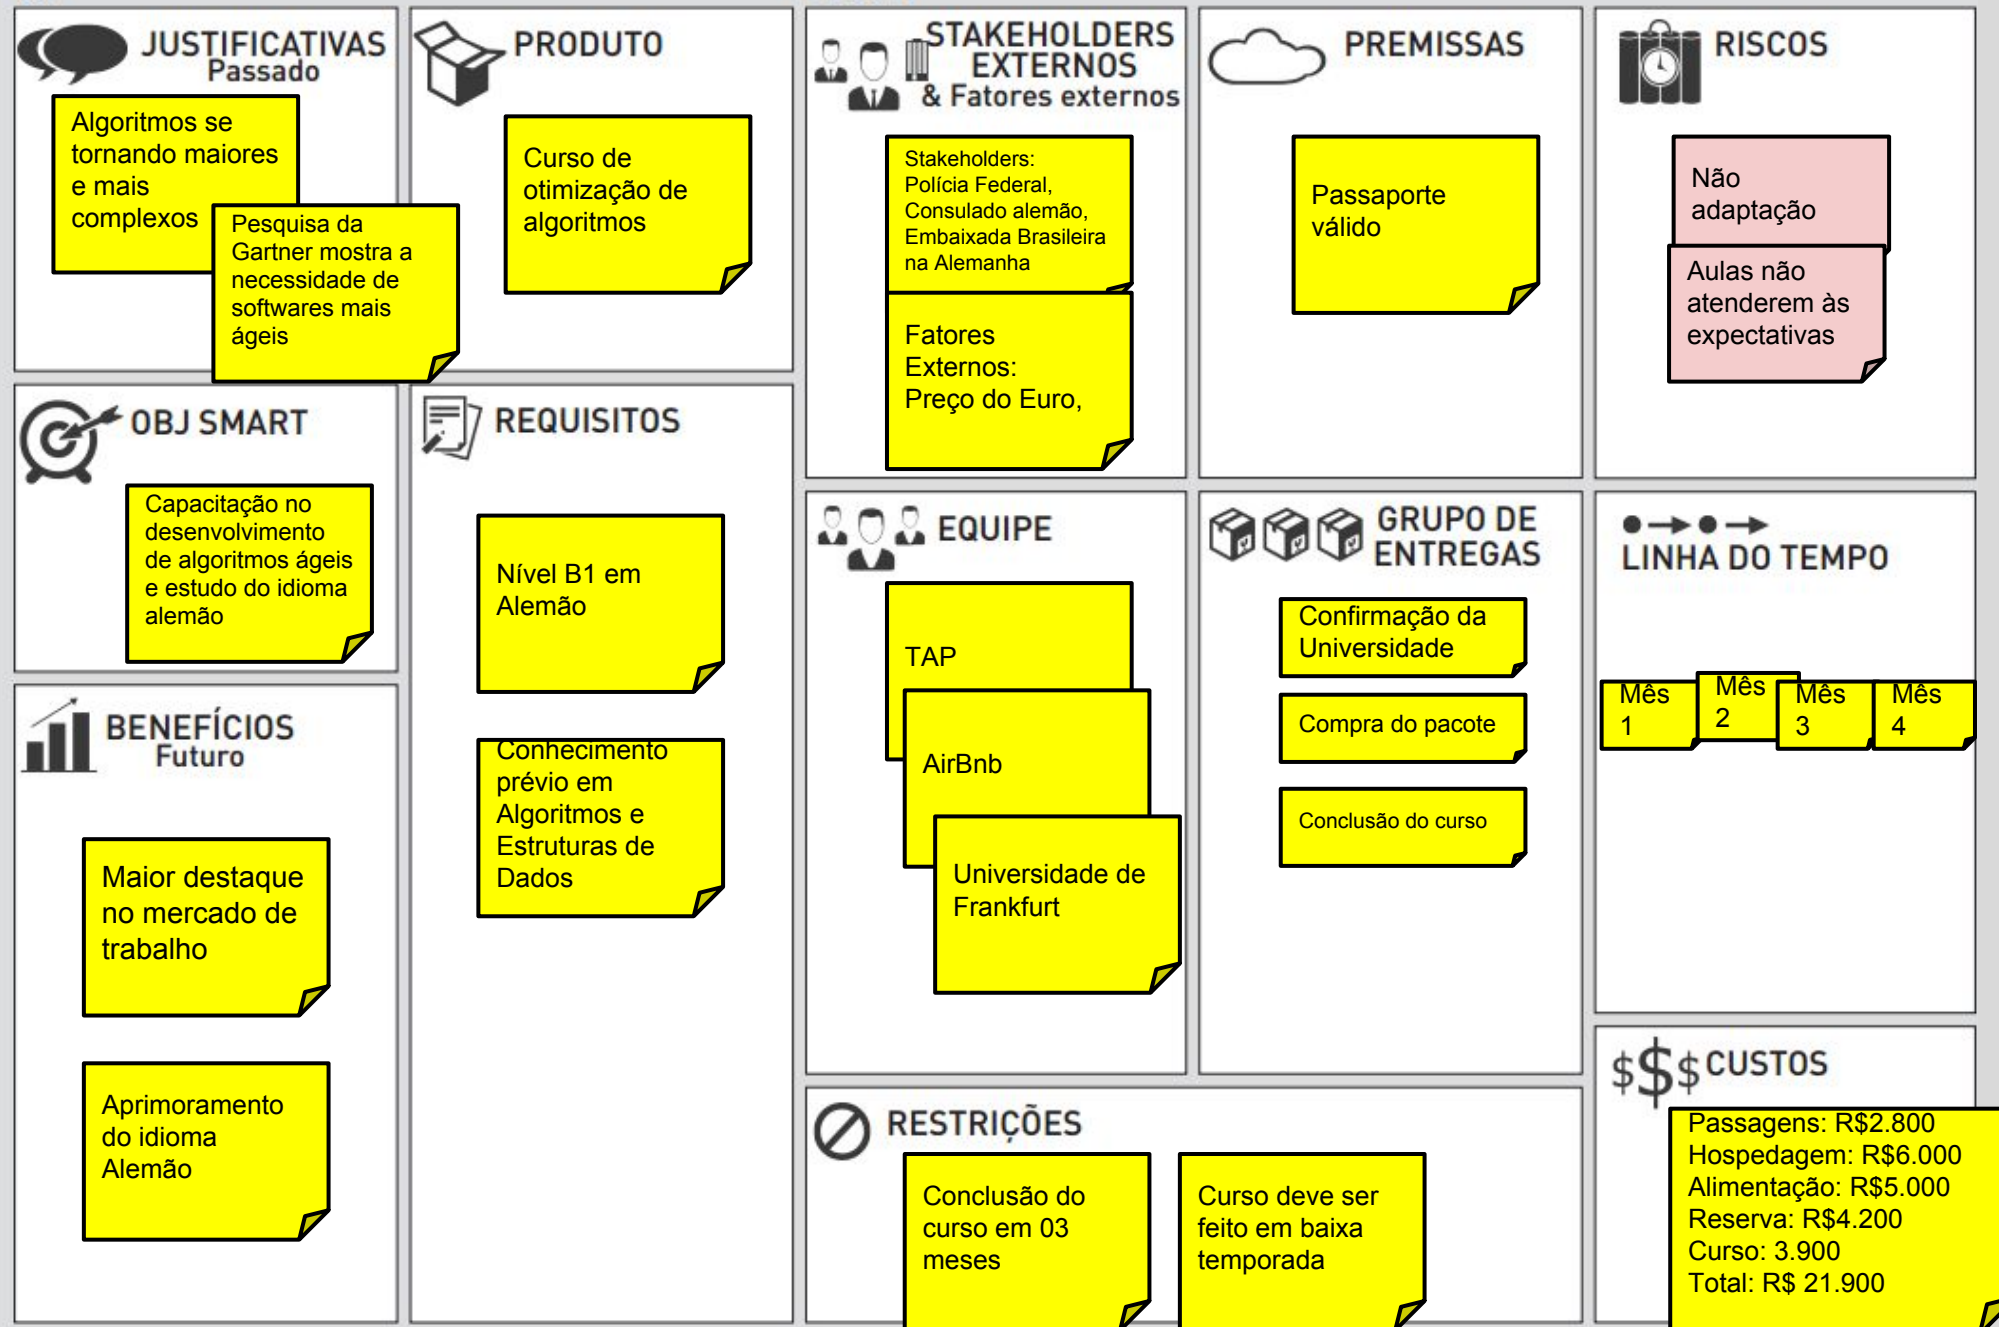 JUSTIFICATIVAS
Passado
Algoritmos se
tornando maiores
e mais
complexos
Pesquisa da
Gartner mostra a
necessidade de
softwares mais
ágeis
PRODUTO
Curso de
otimização de
algoritmos
STAKEHOLDERS
EXTERNOS
& Fatores externos
Stakeholders:
Polícia Federal,
Consulado alemão,
Embaixada Brasileira
na Alemanha
Fatores
Externos:
Preço do Euro,
PREMISSAS
Passaporte
válido
RISCOS
Não
adaptação
Aulas não
atenderem às
expectativas
OBJ SMART
Capacitação no
desenvolvimento
de algoritmos ágeis
e estudo do idioma
alemão
REQUISITOS
Nível B1 em
Alemão
Conhecimento
prévio em
Algoritmos e
Estruturas de
Dados
EQUIPE
TAP
AirBnb
Universidade de
Frankfurt
GRUPO DE
ENTREGAS
Confirmação da
Universidade
Compra do pacote
Conclusão do curso
LINHA DO TEMPO
Mês
1
Mês
2
Mês
3
Mês
4
BENEFÍCIOS
Futuro
Maior destaque
no mercado de
trabalho
Aprimoramento
do idioma
Alemão
RESTRIÇÕES
Conclusão do
curso em 03
meses
Curso deve ser
feito em baixa
temporada
$$$ CUSTOS
Passagens: R$2.800
Hospedagem: R$6.000
Alimentação: R$5.000
Reserva: R$4.200
Curso: 3.900
Total: R$ 21.900